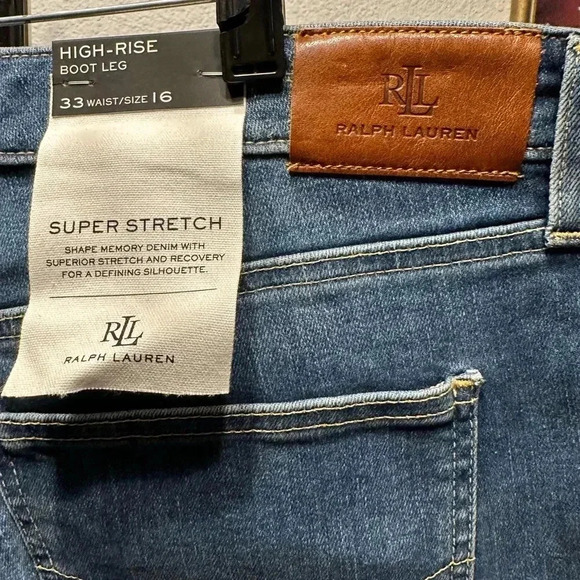 HIGH-RISE
BOOT LEG
33 WAIST/SIZE 16
SUPER STRETCH
SHAPE MEMORY DENIM WITH
SUPERIOR STRETCH AND RECOVERY
FOR A DEFINING SILHOUETTE.
RLL
RALPH LAUREN
RLL
RALPH LAUREN